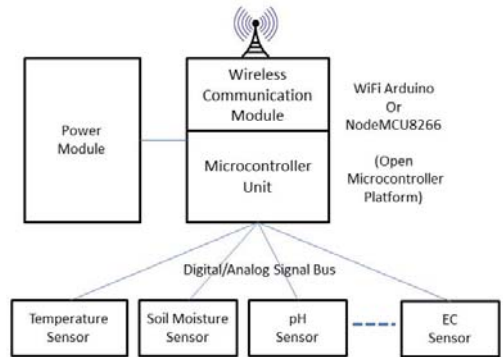 Wireless
Communication
Module
WiFi Arduino
Or
NodeMCU8266
Power
Module
Microcontroller
Unit
(Open
Microcontroller
Platform)
Digital/Analog Signal Bus
Temperature
Sensor
Soil Moisture
Sensor
pH
Sensor
EC
Sensor